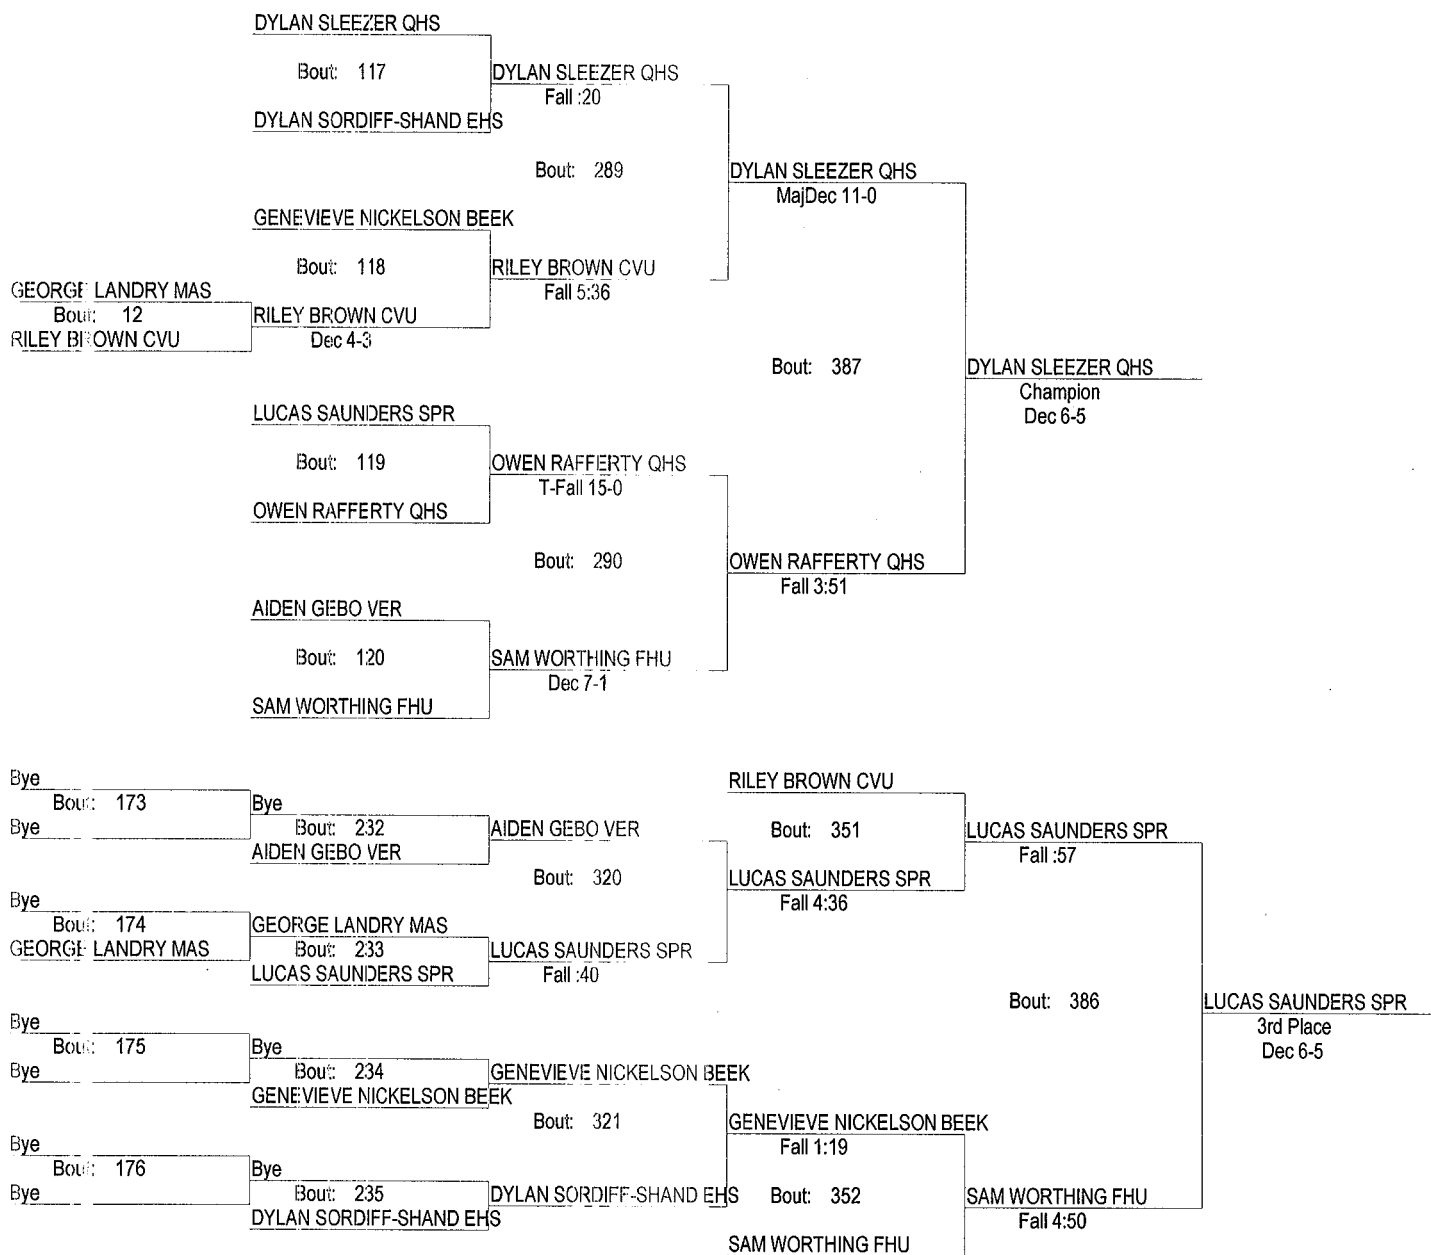 DYLAN SLEEZER QHS
Bout: 117
DYLAN SLEEZER QHS
Fall :20
DYLAN SORDIFF-SHAND EHS
Bout: 289
DYLAN SLEEZER QHS
MajDec 11-0
GENEVIEVE NICKELSON BEEK
Bout: 118
RILEY BROWN CVU
Fall 5:36
GEORGE LANDRY MAS
Bout: 12
RILEY BROWN CVU
RILEY BROWN CVU
Dec 4-3
Bout: 387
DYLAN SLEEZER QHS
Champion
Dec 6-5
LUCAS SAUNDERS SPR
Bout: 119
OWEN RAFFERTY QHS
T-Fall 15-0
OWEN RAFFERTY QHS
Bout: 290
OWEN RAFFERTY QHS
Fall 3:51
AIDEN GEBO VER
Bout: 120
SAM WORTHING FHU
Dec 7-1
SAM WORTHING FHU
Bye
Bout: 173
Bye
Bye
Bout: 232
AIDEN GEBO VER
AIDEN GEBO VER
Bout: 320
RILEY BROWN CVU
Bout: 351
LUCAS SAUNDERS SPR
Fall :57
LUCAS SAUNDERS SPR
Fall 4:36
Bye
Bout: 174
GEORGE LANDRY MAS
GEORGE LANDRY MAS
Bout: 233
LUCAS SAUNDERS SPR
LUCAS SAUNDERS SPR
Fall :40
Bout: 386
LUCAS SAUNDERS SPR
3rd Place
Dec 6-5
Bye
Bout: 175
Bye
Bye
Bout: 234
GENEVIEVE NICKELSON BEEK
GENEVIEVE NICKELSON BEEK
Bout: 321
GENEVIEVE NICKELSON BEEK
Fall 1:19
Bye
Bout: 176
Bye
Bye
Bout: 235
DYLAN SORDIFF-SHAND EHS
DYLAN SORDIFF-SHAND EHS
Bout: 352
SAM WORTHING FHU
Fall 4:50
SAM WORTHING FHU